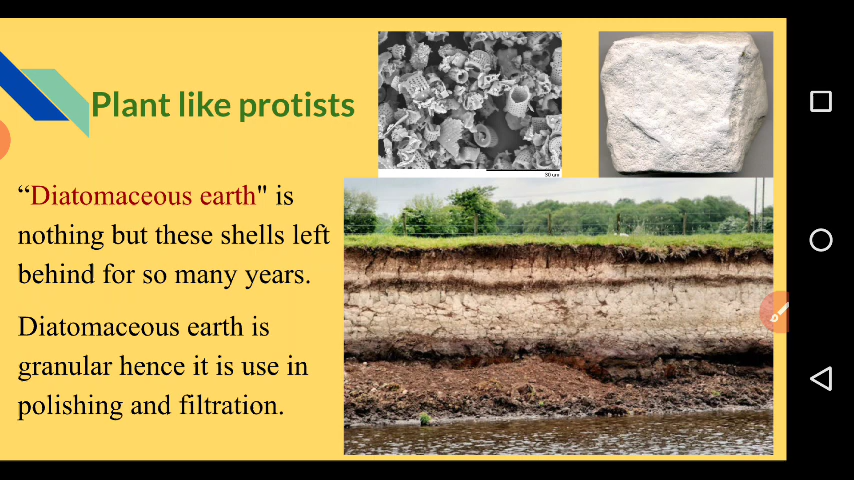 Plant like protists
“Diatomaceous earth" is
nothing but these shells left
behind for so many years.
Diatomaceous earth is
granular hence it is use in
polishing and filtration.